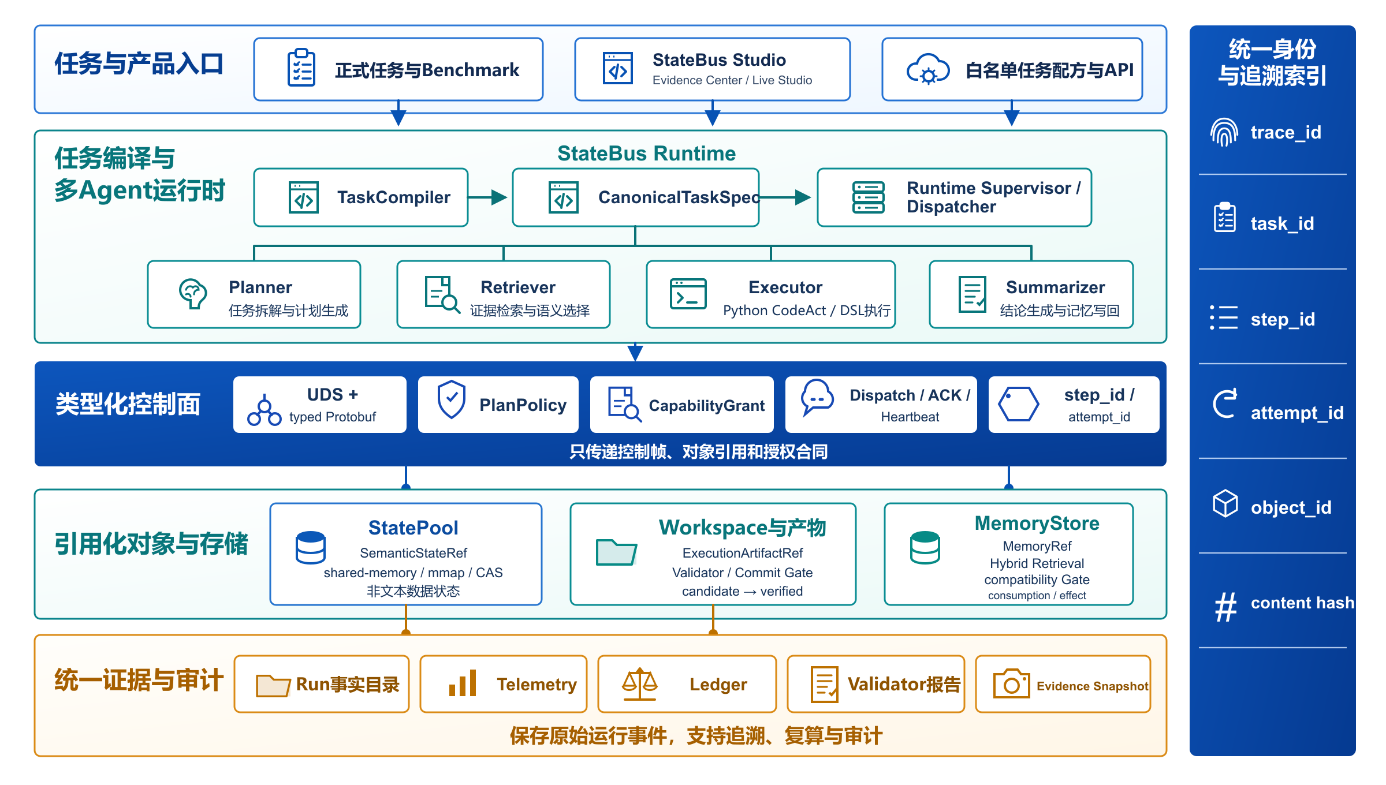 任务与产品入口
正式任务与Benchmark
StateBus Studio
Evidence Center / Live Studio
白名单任务配方与API
任务编译与
多Agent运行时
StateBus Runtime
TaskCompiler
CanonicalTaskSpec
Runtime Supervisor /
Dispatcher
Planner
任务拆解与计划生成
Retriever
证据检索与语义选择
Executor
Python CodeAct / DSL执行
Summarizer
结论生成与记忆写回
类型化控制面
UDS +
typed Protobuf
PlanPolicy
CapabilityGrant
Dispatch / ACK /
Heartbeat
step_id /
attempt_id
只传递控制帧、对象引用和授权合同
引用化对象与存储
StatePool
SemanticStateRef
shared-memory / mmap / CAS
非文本数据状态
Workspace与产物
ExecutionArtifactRef
Validator / Commit Gate
candidate → verified
MemoryStore
MemoryRef
Hybrid Retrieval
compatibility Gate
consumption / effect
统一证据与审计
Run事实目录
Telemetry
Ledger
Validator报告
Evidence Snapshot
保存原始运行事件，支持追溯、复算与审计
统一身份
与追溯索引
trace_id
task_id
step_id
attempt_id
object_id
#
content hash